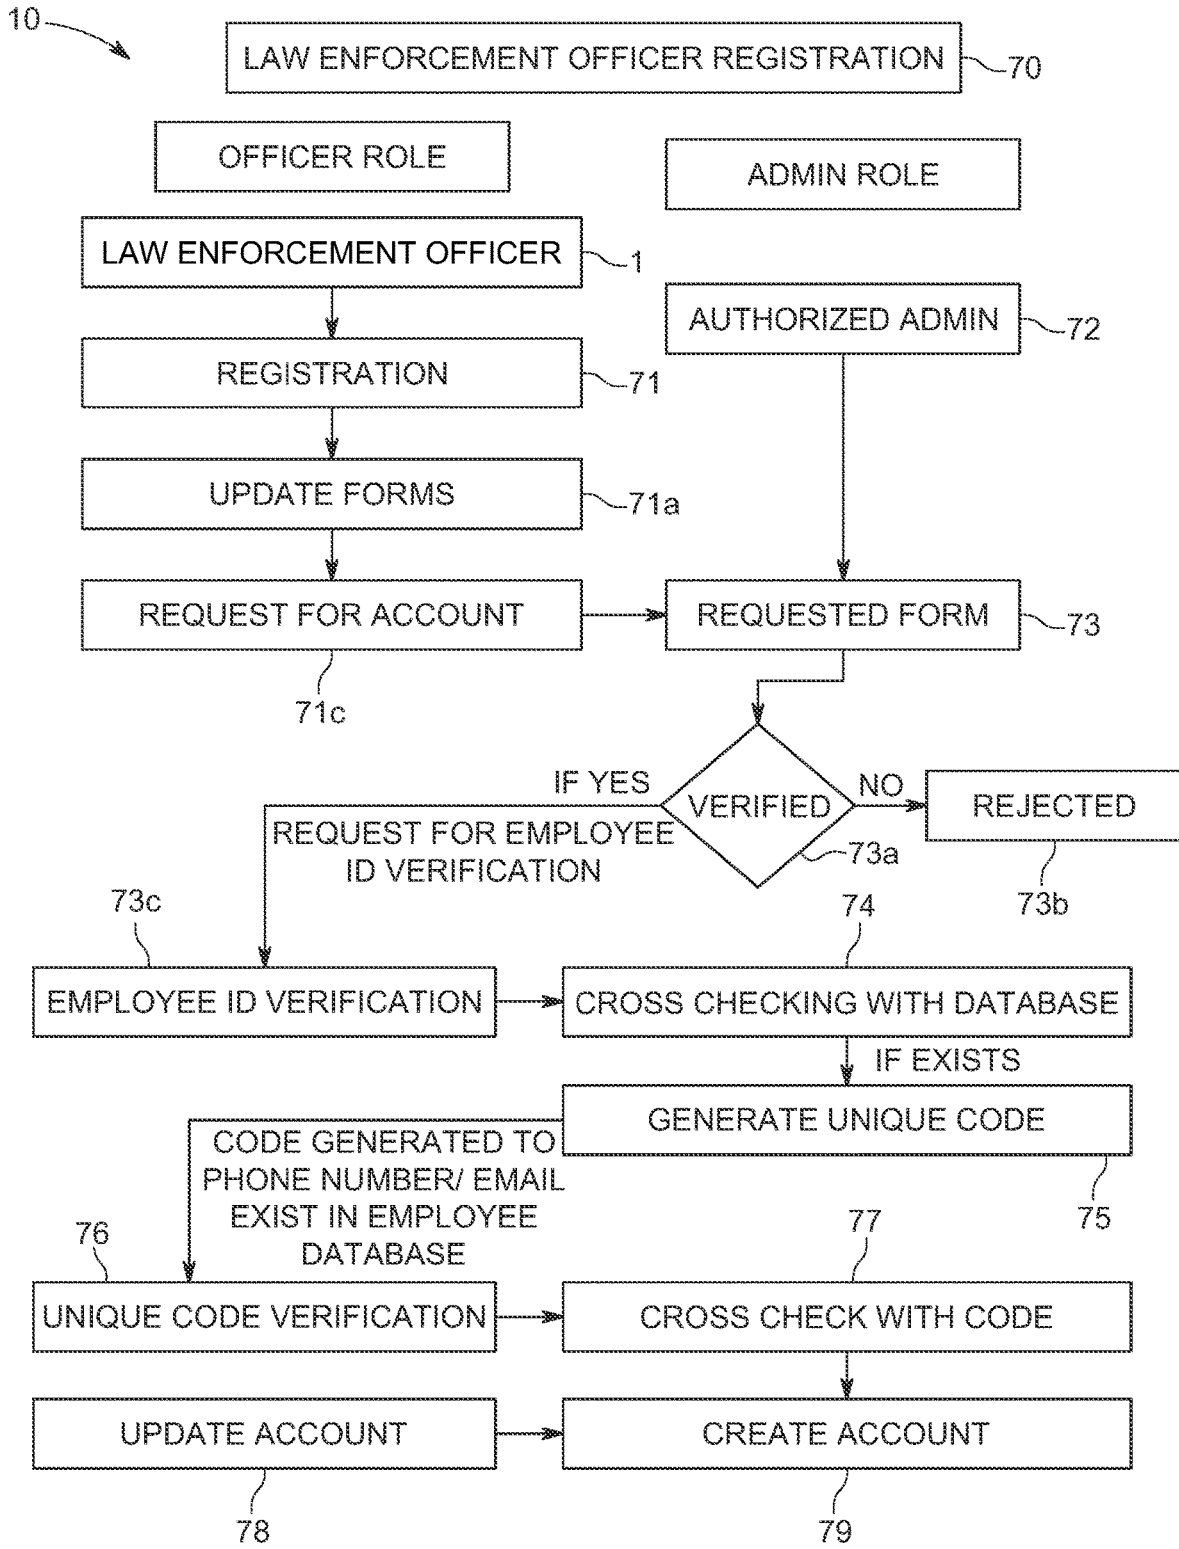 10
LAW ENFORCEMENT OFFICER REGISTRATION
70
OFFICER ROLE
ADMIN ROLE
LAW ENFORCEMENT OFFICER
1
AUTHORIZED ADMIN
72
REGISTRATION
71
UPDATE FORMS
71a
REQUEST FOR ACCOUNT
REQUESTED FORM
73
71c
IF YES
VERIFIED
NO
REJECTED
REQUEST FOR EMPLOYEE
ID VERIFICATION
73a
73b
73c
74
EMPLOYEE ID VERIFICATION
CROSS CHECKING WITH DATABASE
IF EXISTS
GENERATE UNIQUE CODE
CODE GENERATED TO
PHONE NUMBER/ EMAIL
EXIST IN EMPLOYEE
DATABASE
75
76
77
UNIQUE CODE VERIFICATION
CROSS CHECK WITH CODE
UPDATE ACCOUNT
CREATE ACCOUNT
78
79